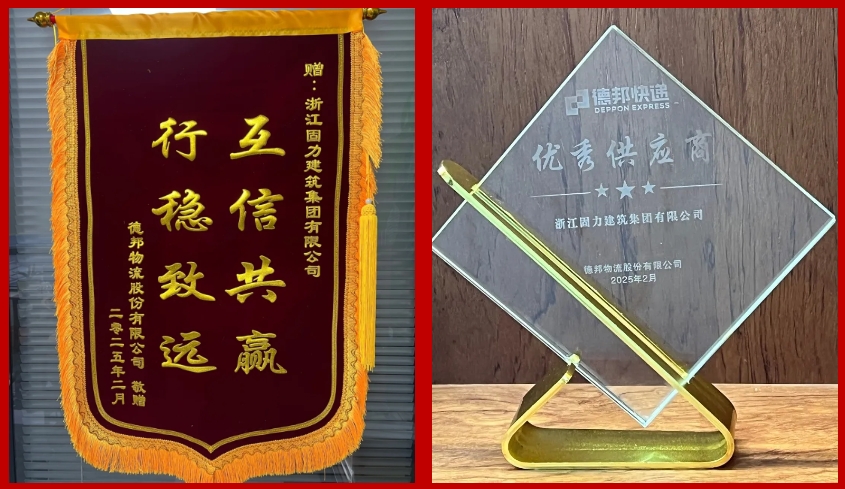 赠：浙江固力建筑集团有限公司
互信共赢
行稳致远
德邦物流股份有限公司 敬赠
二零二五年二月
德邦快递
DEPPON EXPRESS
优秀供应商
浙江固力建筑集团有限公司
德邦物流股份有限公司
2025年2月